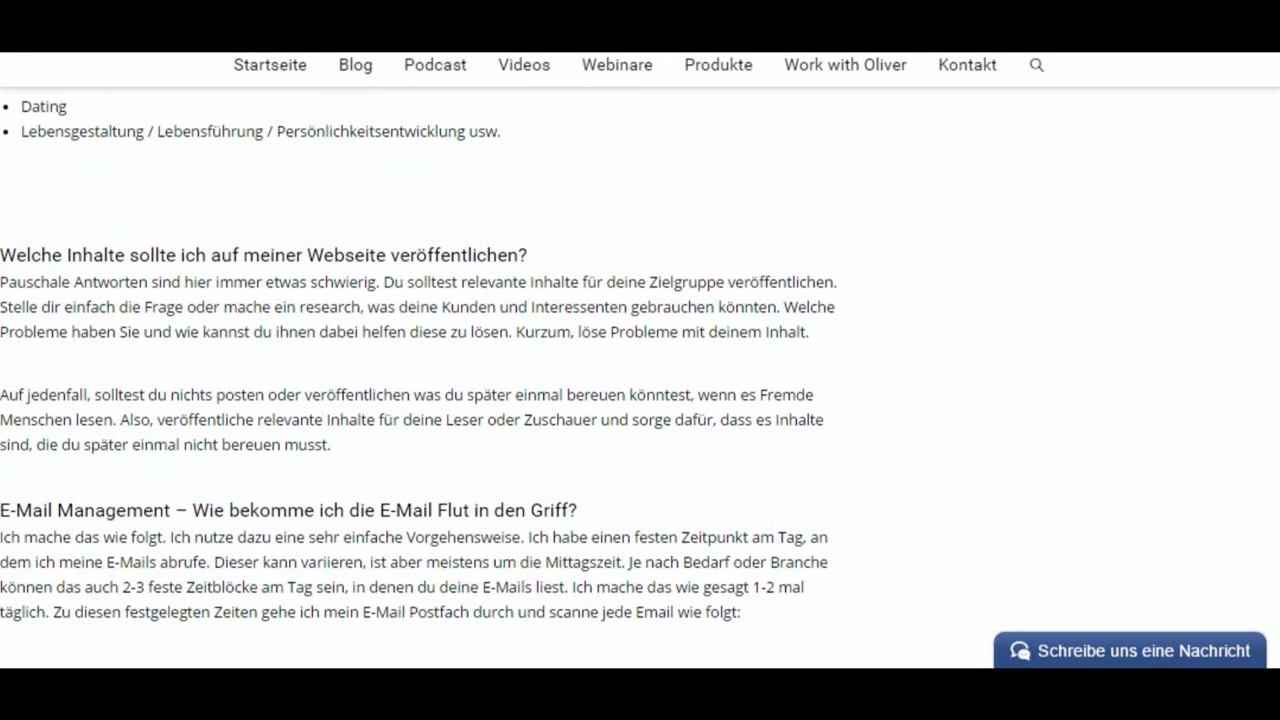 Startseite Blog Podcast Videos Webinare Produkte Work with Oliver Kontakt
• Dating
• Lebensgestaltung / Lebensführung / Persönlichkeitsentwicklung usw.
Welche Inhalte sollte ich auf meiner Webseite veröffentlichen?
Pauschale Antworten sind hier immer etwas schwierig. Du solltest relevante Inhalte für deine Zielgruppe veröffentlichen.
Stelle dir einfach die Frage oder mache ein research, was deine Kunden und Interessenten gebrauchen könnten. Welche
Probleme haben Sie und wie kannst du ihnen dabei helfen diese zu lösen. Kurzum, löse Probleme mit deinem Inhalt.
Auf jedenfall, solltest du nichts posten oder veröffentlichen was du später einmal bereuen könntest, wenn es Fremde
Menschen lesen. Also, veröffentliche relevante Inhalte für deine Leser oder Zuschauer und sorge dafür, dass es Inhalte
sind, die du später einmal nicht bereuen musst.
E-Mail Management – Wie bekomme ich die E-Mail Flut in den Griff?
Ich mache das wie folgt. Ich nutze dazu eine sehr einfache Vorgehensweise. Ich habe einen festen Zeitpunkt am Tag, an
dem ich meine E-Mails abrufe. Dieser kann variieren, ist aber meistens um die Mittagszeit. Je nach Bedarf oder Branche
können das auch 2-3 feste Zeitblöcke am Tag sein, in denen du deine E-Mails liest. Ich mache das wie gesagt 1-2 mal
täglich. Zu diesen festgelegten Zeiten gehe ich mein E-Mail Postfach durch und scanne jede Email wie folgt:
Schreibe uns eine Nachricht